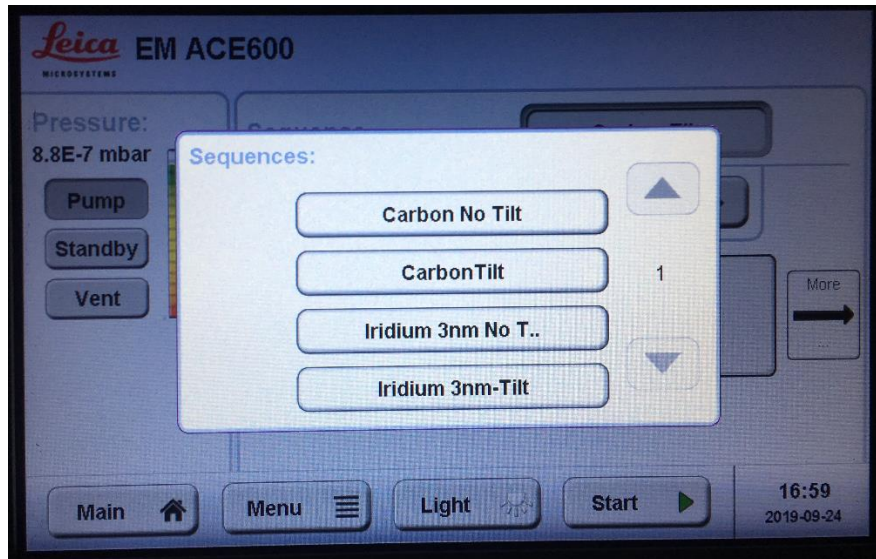 Leica EM ACE600
MICROSYSTEMS
Pressure:
8.8E-7 mbar
Pump
Standby
Vent
Sequences:
Carbon No Tilt
CarbonTilt
Iridium 3nm No T..
Iridium 3nm-Tilt
1
More
...
Main
Menu
Light
Start
16:59
2019-09-24